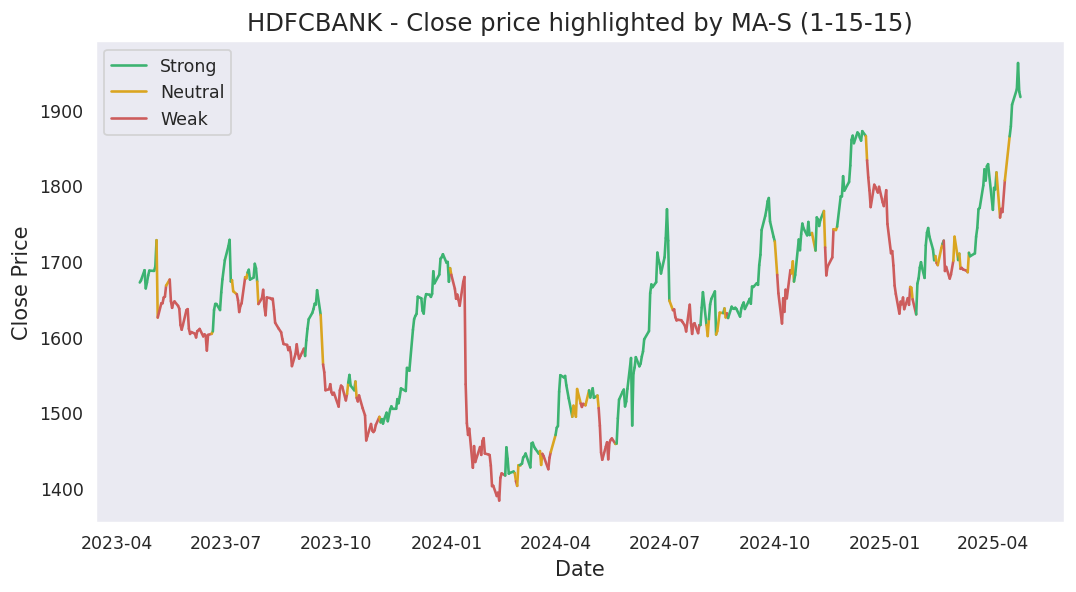 HDFCBANK - Close price highlighted by MA-S (1-15-15)
Strong
Neutral
Weak
Close Price
1900
1800
1700
1600
1500
1400
2023-04 2023-07 2023-10 2024-01 2024-04 2024-07 2024-10 2025-01 2025-04
Date